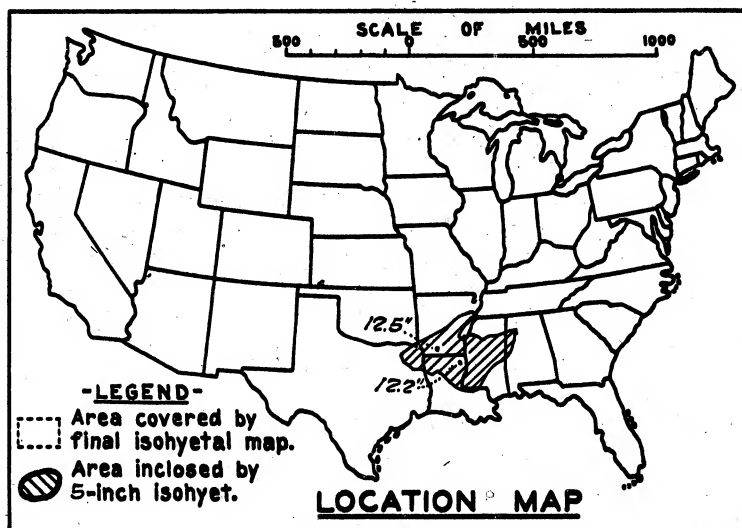 SCALE OF MILES
500 0 500 1000
12.5"
12.2"
-LEGEND-
Area covered by
final isohyetal map.
Area inclosed by
5-inch isohyet.
LOCATION MAP